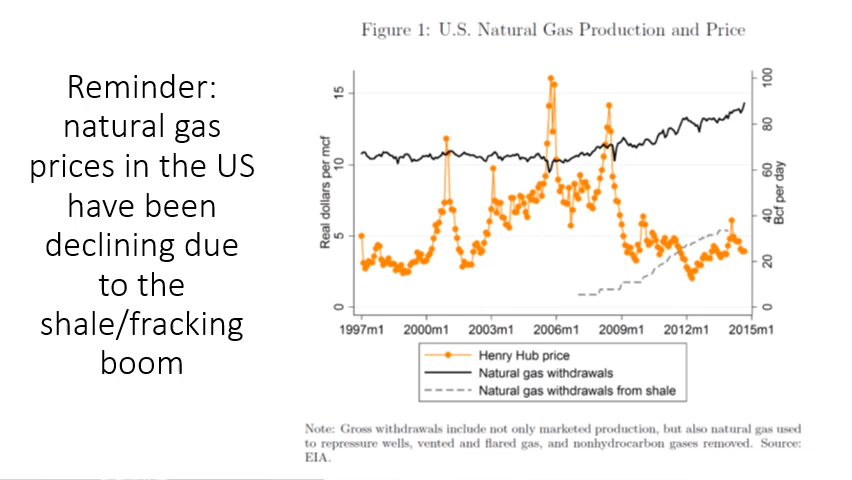 Reminder:
natural gas
prices in the US
have been
declining due
to the
shale/fracking
boom
Figure 1: U.S. Natural Gas Production and Price
Real dollars per mcf
15
10
5
0
Bcf per day
100
80
60
40
20
0
1997m1 2000m1 2003m1 2006m1 2009m1 2012m1 2015m1
Henry Hub price
Natural gas withdrawals
Natural gas withdrawals from shale
Note: Gross withdrawals include not only marketed production, but also natural gas used
to repressure wells, vented and flared gas, and nonhydrocarbon gases removed. Source:
EIA.